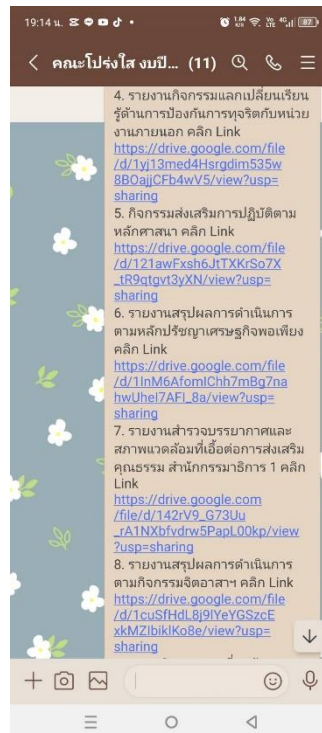 19:14 น.
1.84 K/s 4G 87
คณะโปร่งใส งบปี... (11)
4. รายงานกิจกรรมแลกเปลี่ยนเรียน
รู้ด้านการป้องกันการทุจริตกับหน่วย
งานภายนอก คลิก Link
https://drive.google.com/file
/d/1yj13med4Hsrgdim535w
8BOajjCFb4wV5/view?usp=
sharing
5. กิจกรรมส่งเสริมการปฏิบัติตาม
หลักศาสนา คลิก Link
https://drive.google.com/file
/d/121awFxsh6JtTXKrSo7X
_tR9qtgvt3yXN/view?usp=
sharing
6. รายงานสรุปผลการดำเนินการ
ตามหลักปรัชญาเศรษฐกิจพอเพียง
คลิก Link
https://drive.google.com/file
/d/1InM6AfomIChh7mBg7na
hwUhel7AFI_8a/view?usp=
sharing
7. รายงานสำรวจบรรยากาศและ
สภาพแวดล้อมที่เอื้อต่อการส่งเสริม
คุณธรรม สำนักกรรมาธิการ 1 คลิก
Link
https://drive.google.com
/file/d/142rV9_G73Uu
_rA1NXbfvdrw5PapL00kp/view
?usp=sharing
8. รายงานสรุปผลการดำเนินการ
ตามกิจกรรมจิตอาสาฯ คลิก Link
https://drive.google.com/file
/d/1cuSfHdL8j9IYeYGSzcE
xkMZIbiklKo8e/view?usp=
sharing